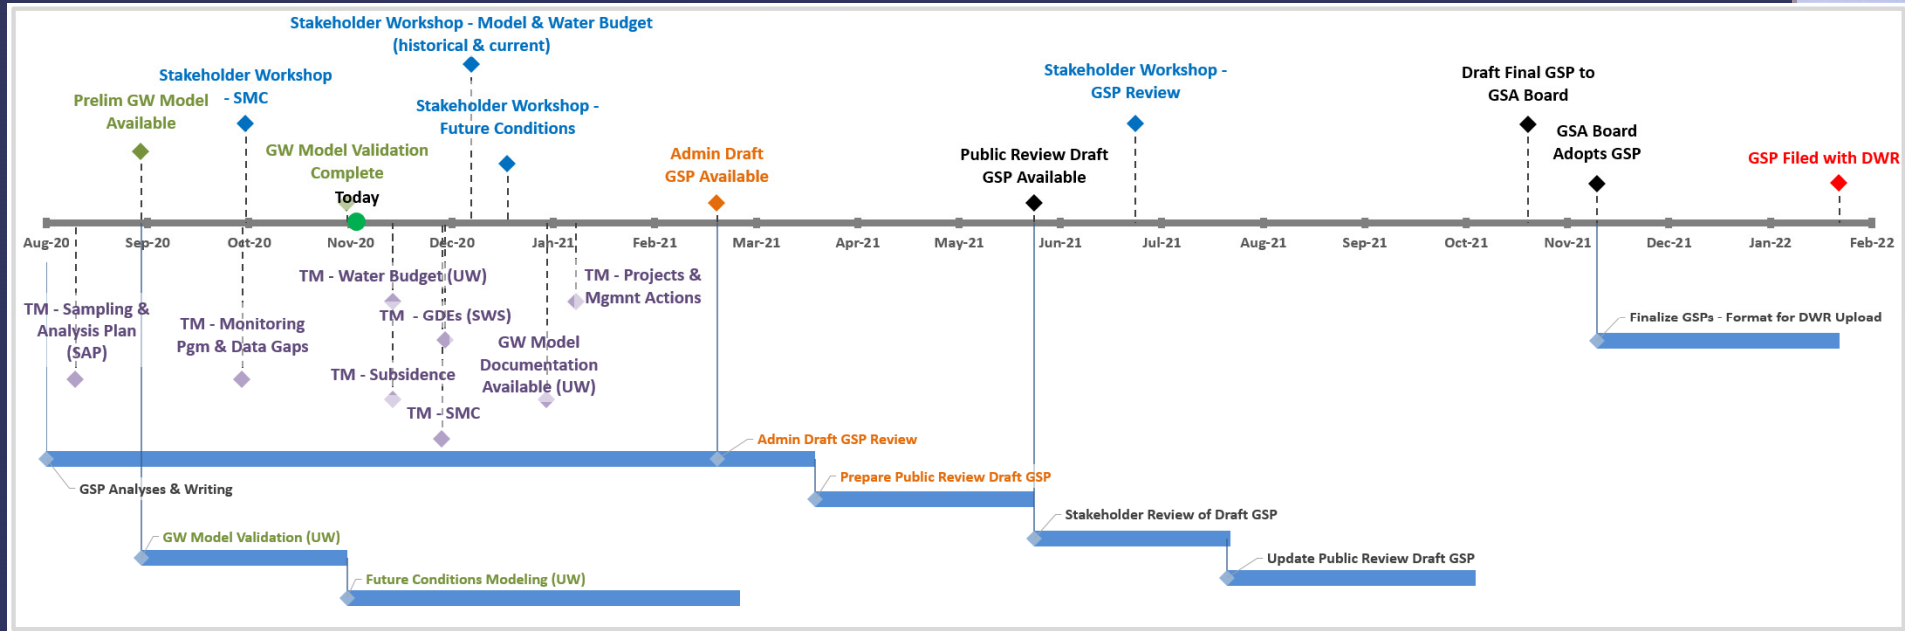 Stakeholder Workshop - Model & Water Budget
(historical & current)
Stakeholder Workshop
- SMC
Prelim GW Model
Available
Stakeholder Workshop -
Future Conditions
GW Model Validation
Complete
Today
Admin Draft
GSP Available
Public Review Draft
GSP Available
Stakeholder Workshop -
GSP Review
Draft Final GSP to
GSA Board
GSA Board
Adopts GSP
GSP Filed with DWR
Aug-20
Sep-20
Oct-20
Nov-20
Dec-20
Jan-21
Feb-21
Mar-21
Apr-21
May-21
Jun-21
Jul-21
Aug-21
Sep-21
Oct-21
Nov-21
Dec-21
Jan-22
Feb-22
TM - Sampling &
Analysis Plan
(SAP)
TM - Monitoring
Pgm & Data Gaps
TM - Water Budget (UW)
TM - GDEs (SWS)
TM - Subsidence
TM - SMC
GW Model
Documentation
Available (UW)
TM - Projects &
Mgmnt Actions
Finalize GSPs - Format for DWR Upload
Admin Draft GSP Review
GSP Analyses & Writing
Prepare Public Review Draft GSP
Stakeholder Review of Draft GSP
GW Model Validation (UW)
Update Public Review Draft GSP
Future Conditions Modeling (UW)